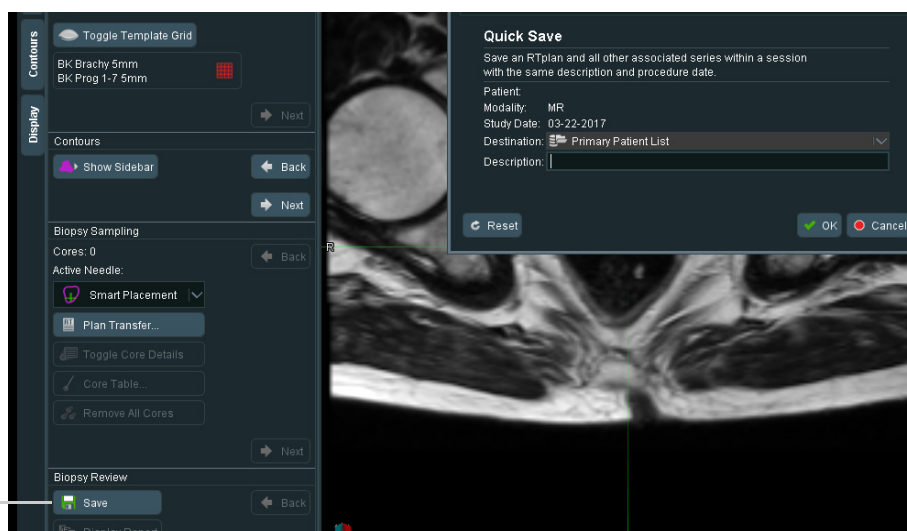 Contours
Display
Toggle Template Grid
BK Brachy 5mm
BK Prog 1-7 5mm
Next
Contours
Show Sidebar
Back
Next
Biopsy Sampling
Cores: 0
Back
Active Needle:
Smart Placement
Plan Transfer...
Toggle Core Details
Core Table...
Remove All Cores
Next
Biopsy Review
Save
Back
Display Report
R
Quick Save
Save an RTplan and all other associated series within a session
with the same description and procedure date.
Patient:
Modality: MR
Study Date: 03-22-2017
Destination: Primary Patient List
Description:
Reset
OK
Cancel